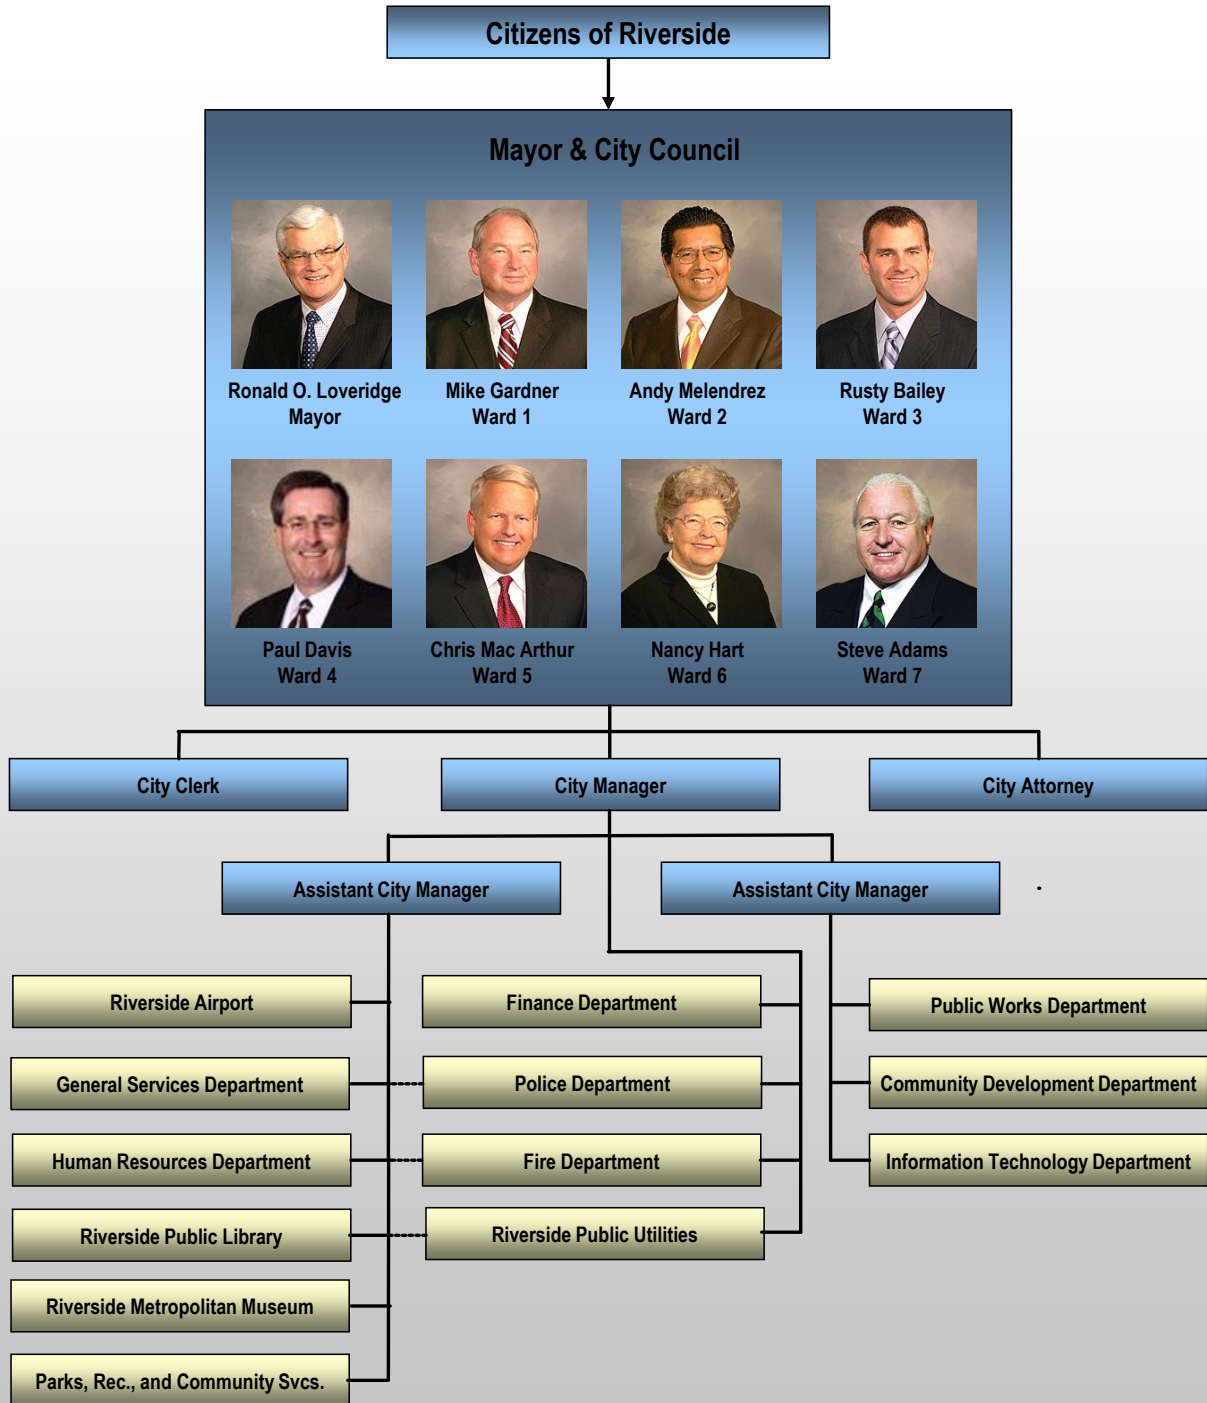 Citizens of Riverside
Mayor & City Council
Ronald O. Loveridge
Mayor
Mike Gardner
Ward 1
Andy Melendrez
Ward 2
Rusty Bailey
Ward 3
Paul Davis
Ward 4
Chris Mac Arthur
Ward 5
Nancy Hart
Ward 6
Steve Adams
Ward 7
City Clerk
City Manager
City Attorney
Assistant City Manager
Assistant City Manager
Riverside Airport
Finance Department
Public Works Department
General Services Department
Police Department
Community Development Department
Human Resources Department
Fire Department
Information Technology Department
Riverside Public Library
Riverside Public Utilities
Riverside Metropolitan Museum
Parks, Rec., and Community Svcs.